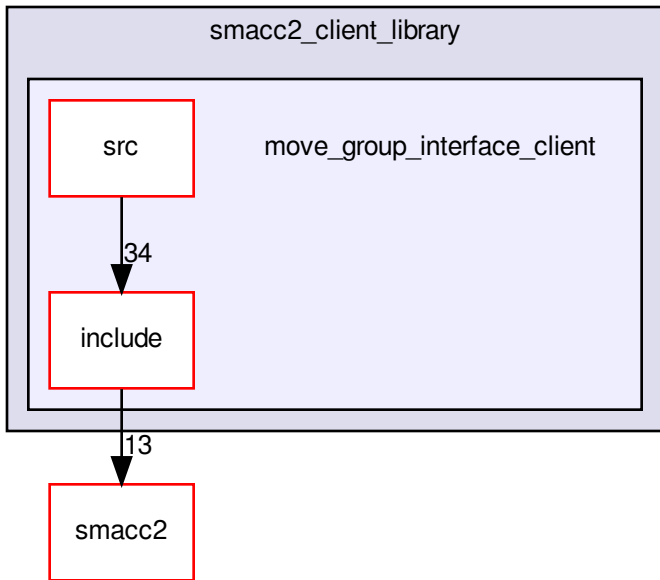 smacc2_client_library
src
move_group_interface_client
34
include
13
smacc2